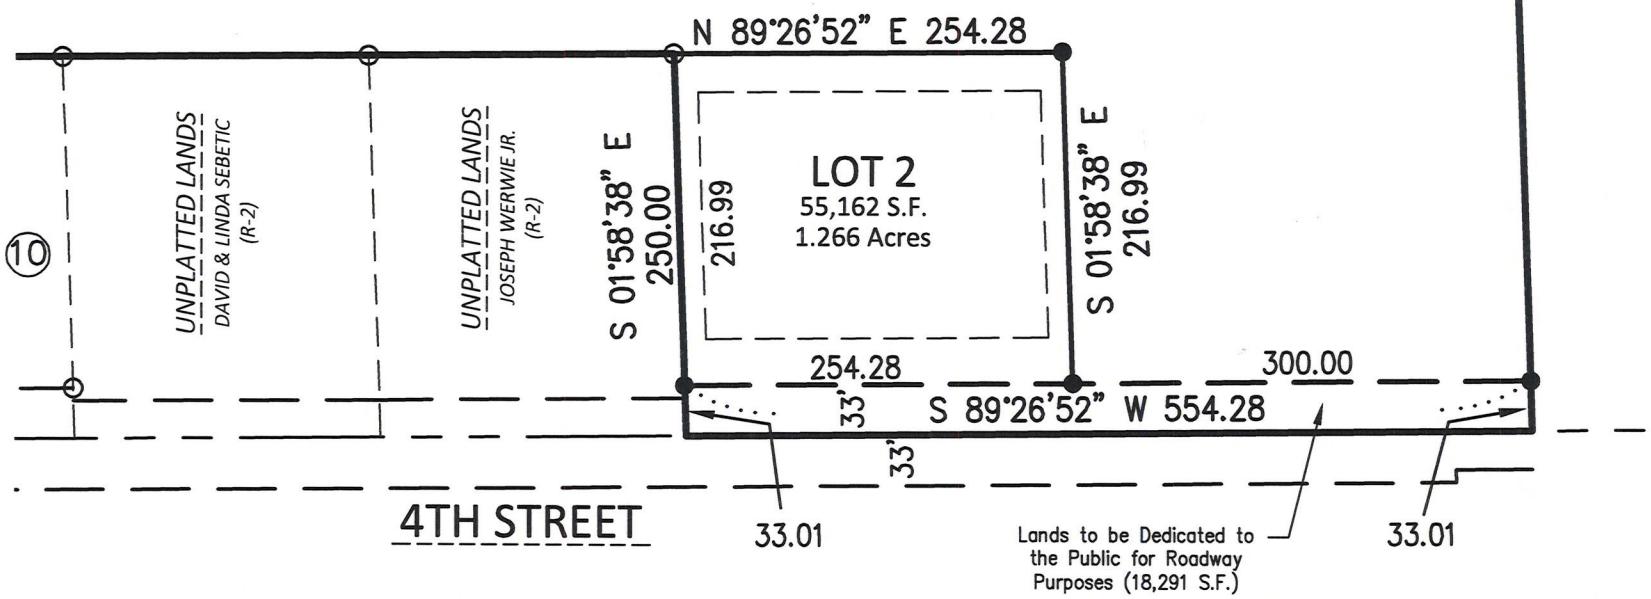 N 89°26'52" E 254.28
10
UNPLATTED LANDS
DAVID & LINDA SEBETIC
(R-2)
UNPLATTED LANDS
JOSEPH WERWIE JR.
(R-2)
S 01°58'38" E
250.00
216.99
LOT 2
55,162 S.F.
1.266 Acres
S 01°58'38" E
216.99
254.28
300.00
33'
S 89°26'52" W 554.28
33'
4TH STREET
33.01
Lands to be Dedicated to
the Public for Roadway
Purposes (18,291 S.F.)
33.01